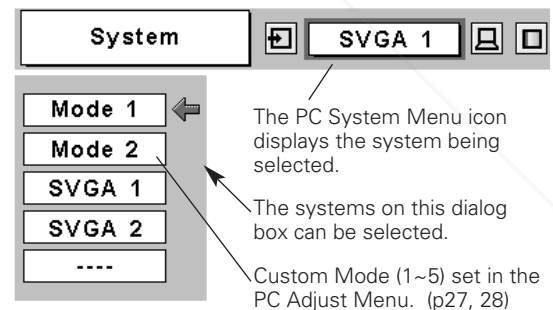 System
SVGA 1
Mode 1
Mode 2
SVGA 1
SVGA 2
----
The PC System Menu icon
displays the system being
selected.
The systems on this dialog
box can be selected.
Custom Mode (1~5) set in the
PC Adjust Menu. (p27, 28)